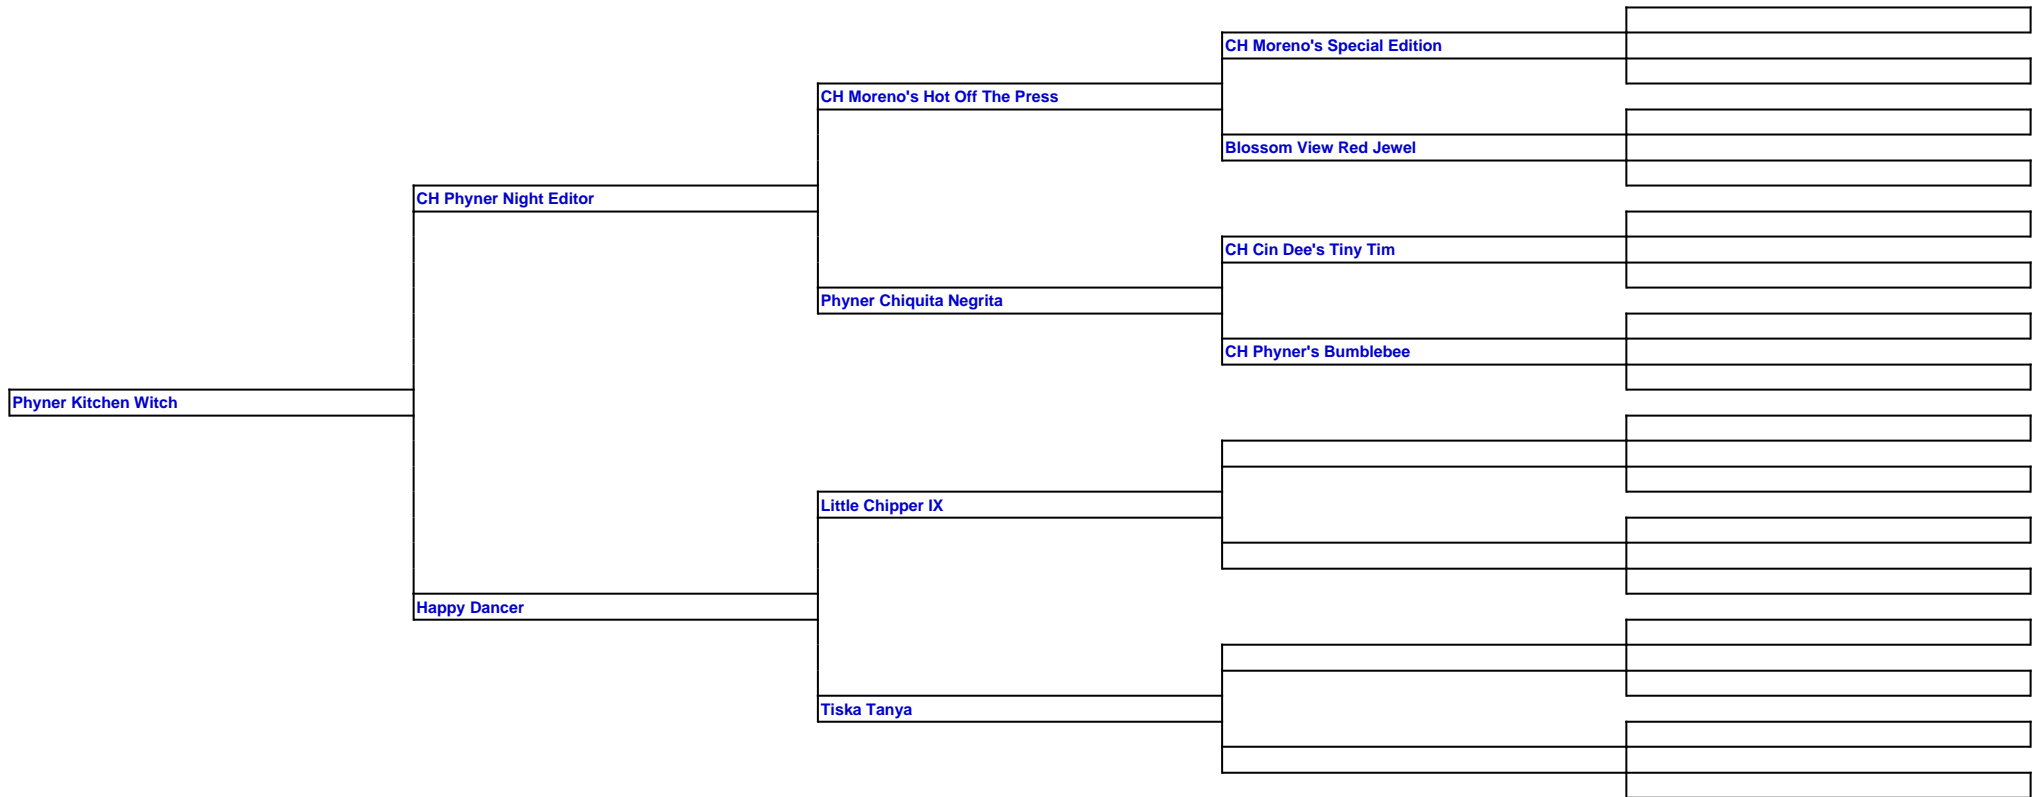 CH Moreno's Special Edition
CH Moreno's Hot Off The Press
Blossom View Red Jewel
CH Phyner Night Editor
CH Cin Dee's Tiny Tim
Phyner Chiquita Negrita
CH Phyner's Bumblebee
Phyner Kitchen Witch
Little Chipper IX
Happy Dancer
Tiska Tanya